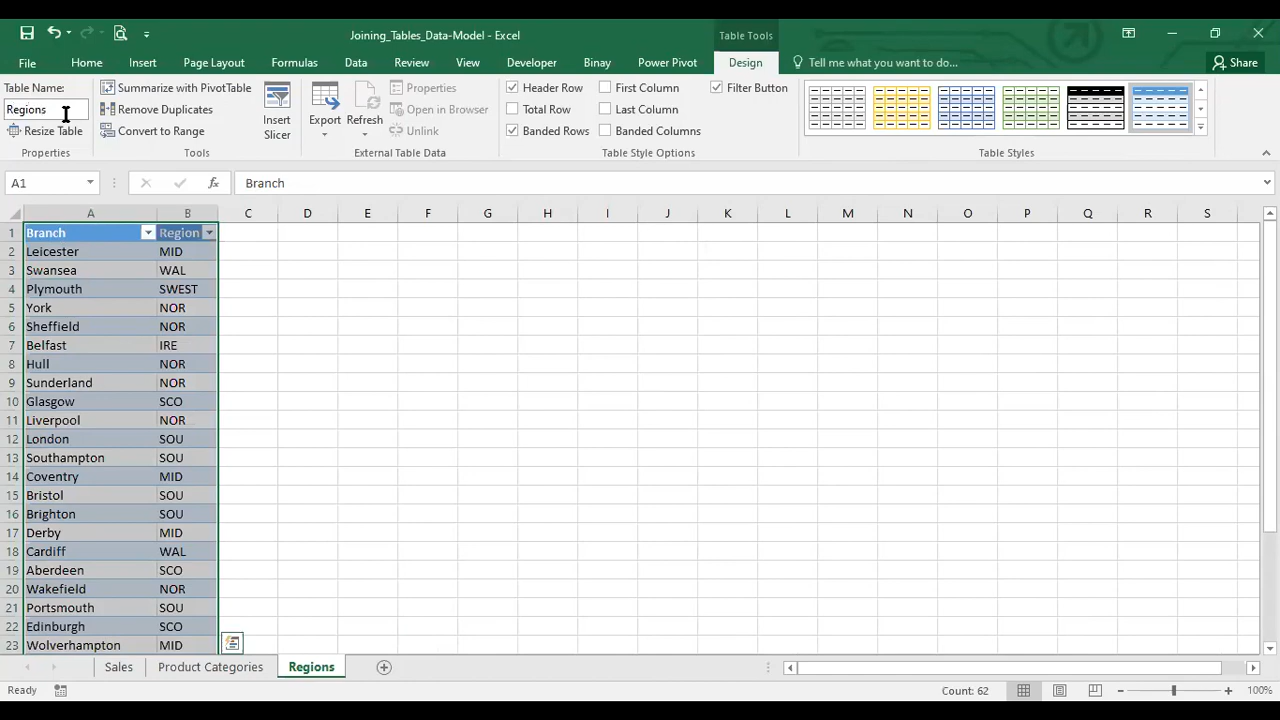 Joining_Tables_Data-Model - Excel
Table Tools
File Home Insert Page Layout Formulas Data Review View Developer Binay Power Pivot Design Tell me what you want to do... Share
Table Name: Summarize with PivotTable Properties Header Row First Column Filter Button
Regions Remove Duplicates Open in Browser Total Row Last Column
Resize Table Convert to Range Insert Slicer Export Refresh Unlink Banded Rows Banded Columns
Properties Tools External Table Data Table Style Options Table Styles
A1 fx Branch
A B C D E F G H I J K L M N O P Q R S
1 Branch Region
2 Leicester MID
3 Swansea WAL
4 Plymouth SWEST
5 York NOR
6 Sheffield NOR
7 Belfast IRE
8 Hull NOR
9 Sunderland NOR
10 Glasgow SCO
11 Liverpool NOR
12 London SOU
13 Southampton SOU
14 Coventry MID
15 Bristol SOU
16 Brighton SOU
17 Derby MID
18 Cardiff WAL
19 Aberdeen SCO
20 Wakefield NOR
21 Portsmouth SOU
22 Edinburgh SCO
23 Wolverhampton MID
Sales Product Categories Regions
Ready Count: 62 100%